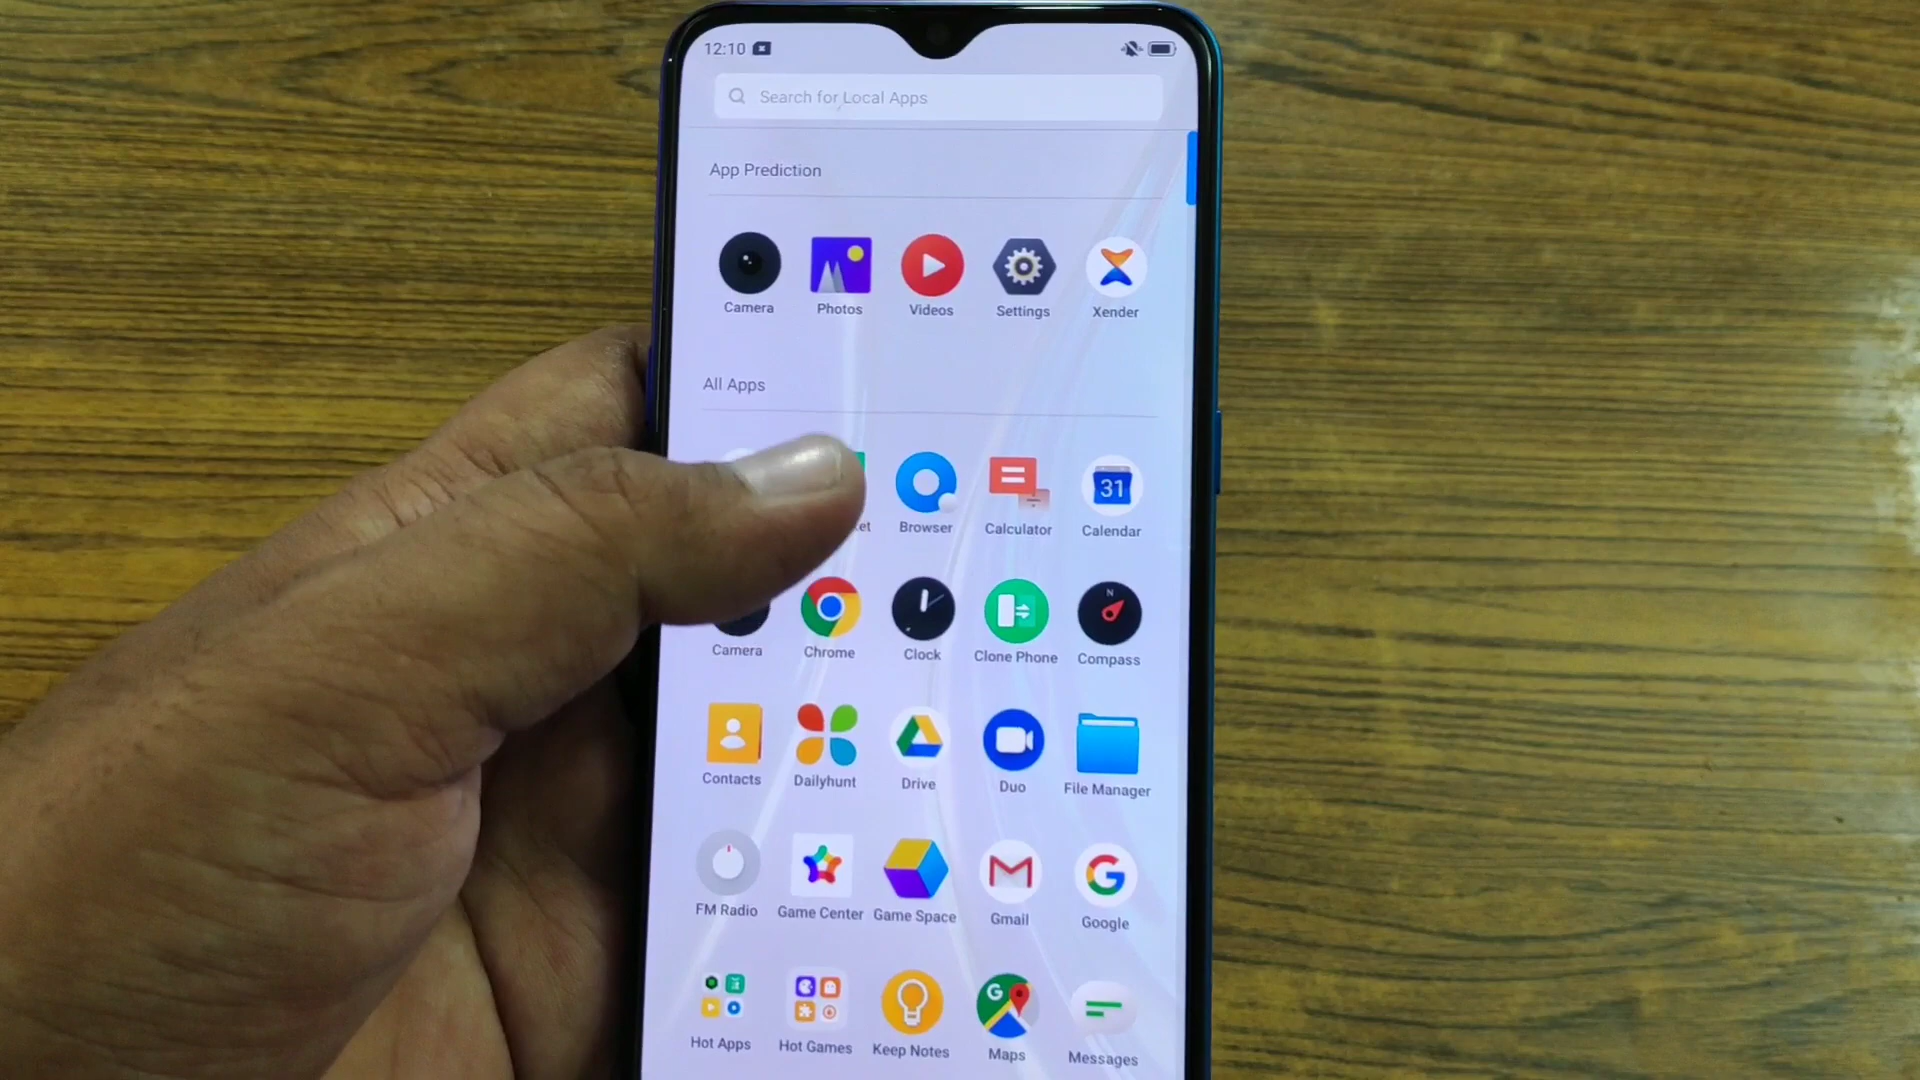 12:10
Search for Local Apps
App Prediction
Camera
Photos
Videos
Settings
Xender
All Apps
Browser
Calculator
31
Calendar
Camera
Chrome
Clock
Clone Phone
N
Compass
Contacts
Dailyhunt
Drive
Duo
File Manager
FM Radio
Game Center
Game Space
Gmail
G
Google
Hot Apps
Hot Games
Keep Notes
G
Maps
Messages